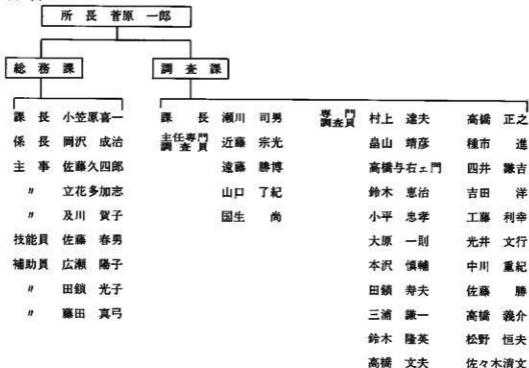 所長 菅原 一郎
総務課
調査課
課長 小笠原喜一
係長 岡沢 成治
主事 佐藤久四郎
〃 立花多加志
〃 及川 賀子
技能員 佐藤 春男
補助員 広瀬 陽子
〃 田鎖 光子
〃 藤田 真弓
課長 瀬川 司男
主任専門調査員 近藤 宗光
遠藤 勝博
山口 了紀
国生 尚
専門調査員 村上 達夫
畠山 靖彦
高橋与右ェ門
鈴木 恵治
小平 忠孝
大原 一則
本沢 慎輔
田鎖 寿夫
三浦 謙一
鈴木 隆英
高橋 文夫
高橋 正之
種市 進
四井 謙吉
吉田 洋
工藤 利幸
光井 文行
中川 重紀
佐藤 勝
高橋 義介
松野 恒夫
佐々木清文